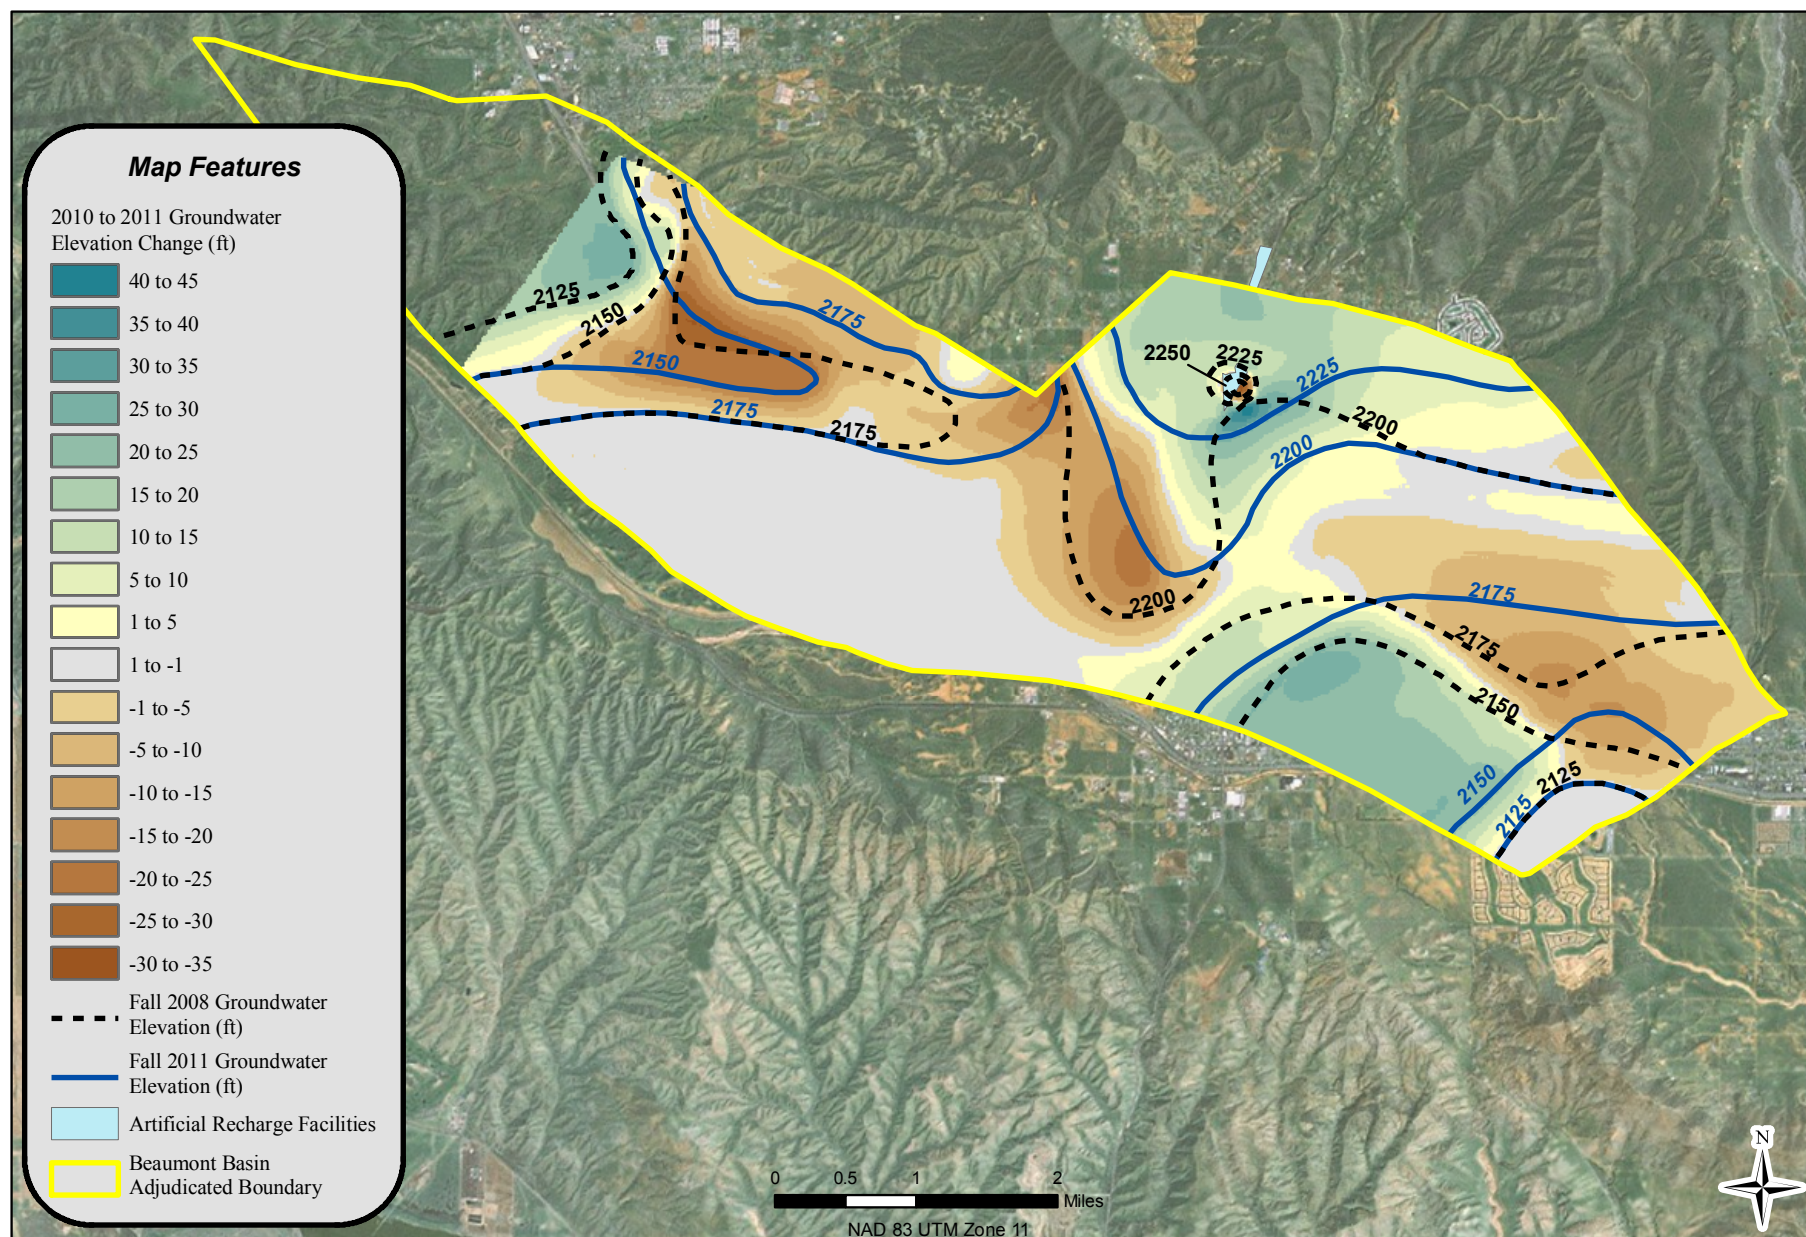 Map Features
2010 to 2011 Groundwater
Elevation Change (ft)
40 to 45
35 to 40
30 to 35
25 to 30
20 to 25
15 to 20
10 to 15
5 to 10
1 to 5
1 to -1
-1 to -5
-5 to -10
-10 to -15
-15 to -20
-20 to -25
-25 to -30
-30 to -35
Fall 2008 Groundwater
Elevation (ft)
Fall 2011 Groundwater
Elevation (ft)
Artificial Recharge Facilities
Beaumont Basin
Adjudicated Boundary
2125
2150
2150
2175
2175
2175
2250
2225
2225
2200
2200
2200
2175
2175
2150
2150
2125
2125
0 0.5 1 2
Miles
NAD 83 UTM Zone 11
N